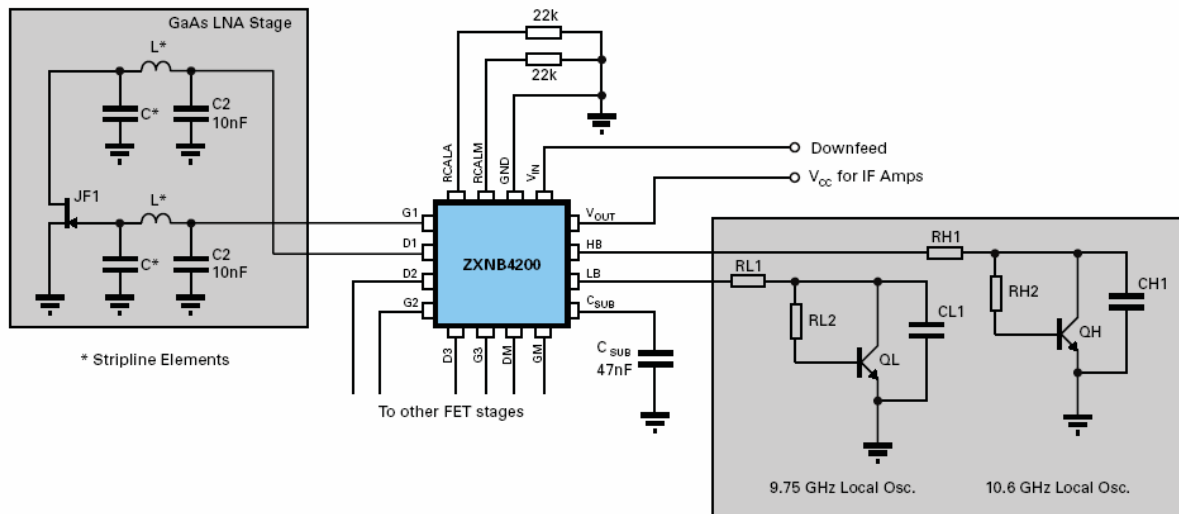 GaAs LNA Stage
L*
C*
C2
10nF
JF1
L*
C*
C2
10nF
* Stripline Elements
22k
22k
RCALA
RCALM
GND
VIN
G1
D1
D2
G2
ZXNB4200
VOUT
HB
LB
CSUB
D3
G3
DM
GM
To other FET stages
CSUB
47nF
Downfeed
VCC for IF Amps
RH1
RL1
RH2
CH1
QH
RL2
CL1
QL
9.75 GHz Local Osc.
10.6 GHz Local Osc.